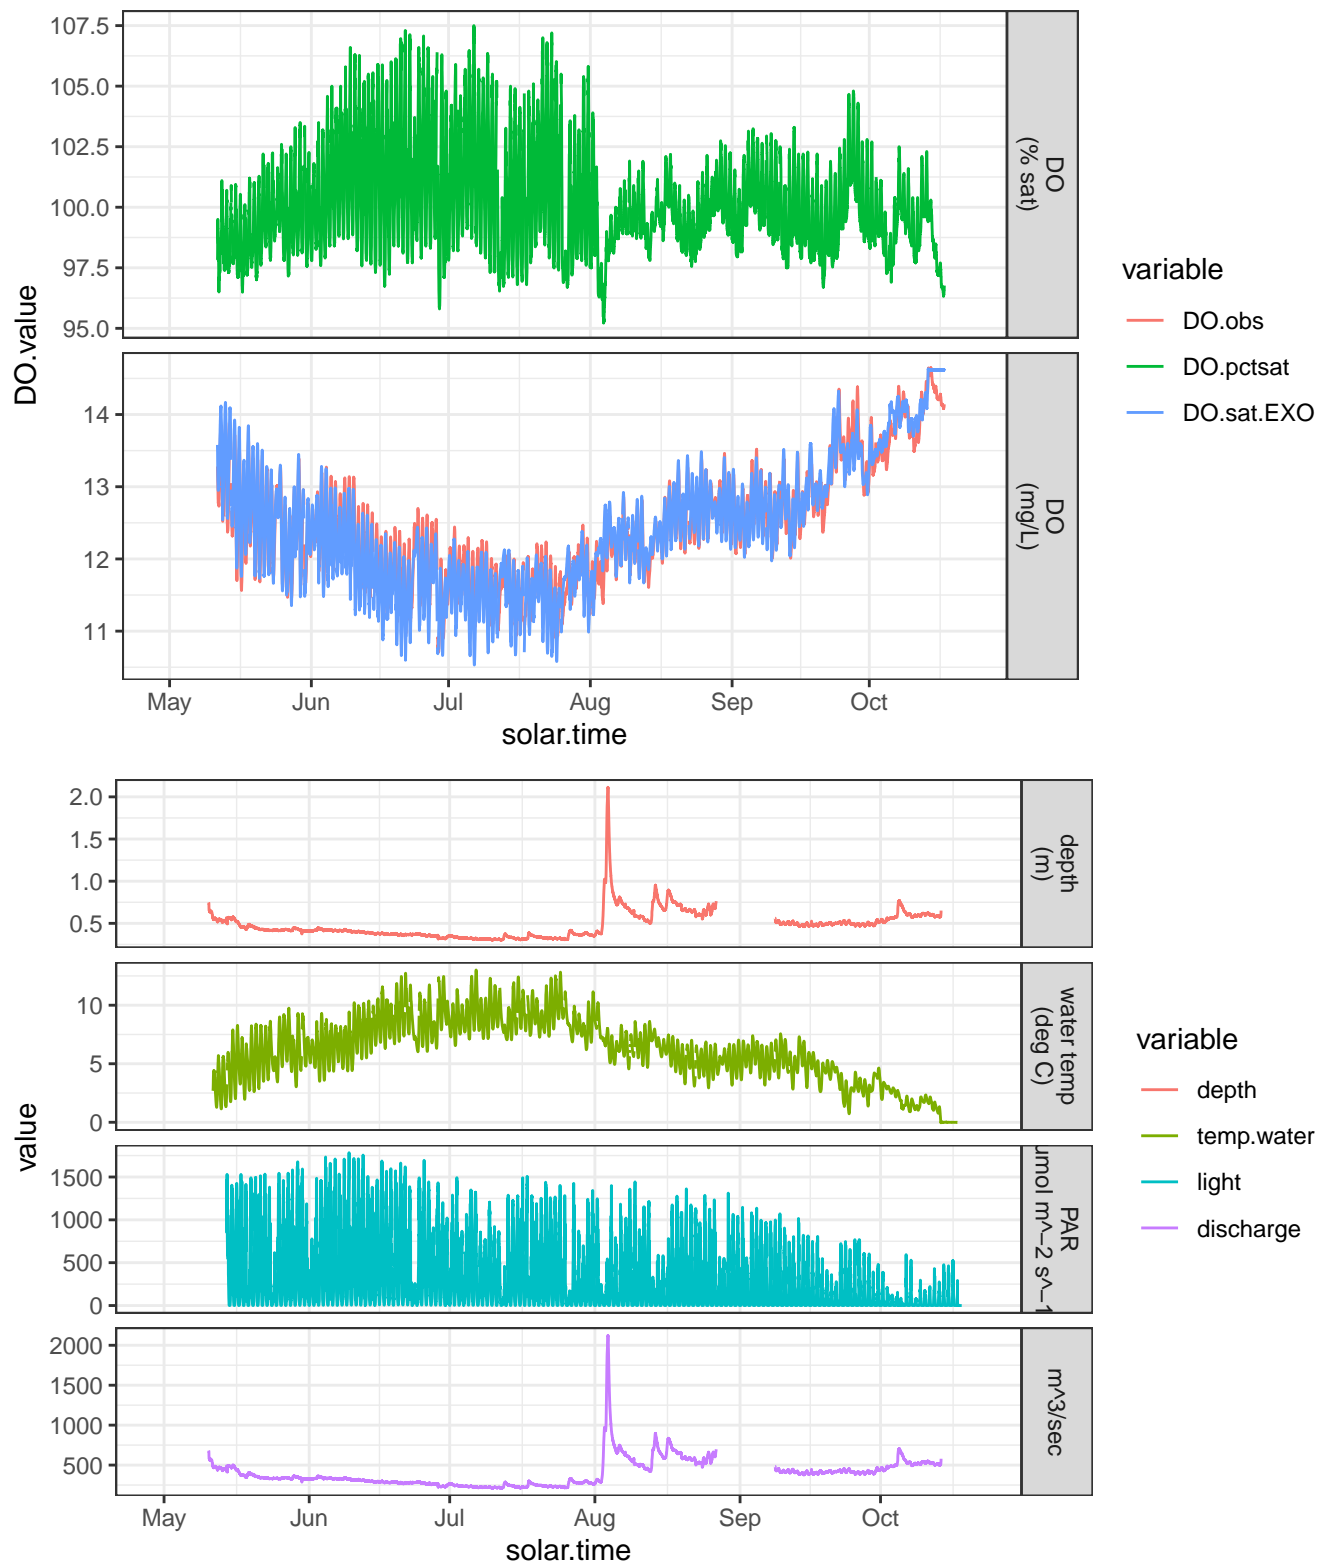 107.5
105.0
102.5
100.0
97.5
95.0
DO
(% sat)
DO.value
14
13
12
11
DO
(mg/L)
May Jun Jul Aug Sep Oct
solar.time
variable
DO.obs
DO.pctsat
DO.sat.EXO
2.0
1.5
1.0
0.5
depth
(m)
10
5
0
water temp
(deg C)
value
1500
1000
500
0
PAR
umol m^−2 s^−1
2000
1500
1000
500
m^3/sec
May Jun Jul Aug Sep Oct
solar.time
variable
depth
temp.water
light
discharge